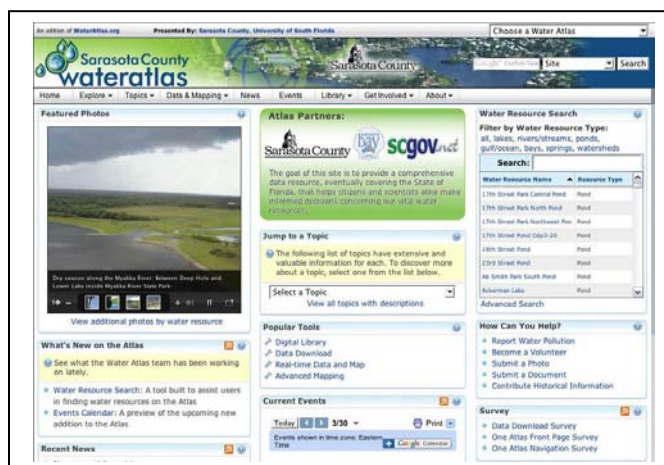 An edition of WaterAtlas.org Presented By: Sarasota County, University of South Florida
Choose a Water Atlas
Sarasota County
wateratlas
Sarasota County
Site
Search
Home Explore Topics Data & Mapping News Events Library Get Involved About
Featured Photos
Dry season along the Myakka River: Between Deep Hole and
Lower Lake inside Myakka River State Park
View additional photos by water resource
What's New on the Atlas
See what the Water Atlas team has been working
on lately.
Water Resource Search: A tool built to assist users
in finding water resources on the Atlas
Events Calendar: A preview of the upcoming new
addition to the Atlas
Recent News
Atlas Partners:
Sarasota County
scgov.net
The goal of this site is to provide a comprehensive
data resource, eventually covering the State of
Florida, that helps citizens and scientists alike make
informed decisions concerning our vital water
resources.
Jump to a Topic
The following list of topics have extensive and
valuable information for each. To discover more
about a topic, select one from the list below.
Select a Topic
View all topics with descriptions
Popular Tools
Digital Library
Data Download
Real-time Data and Map
Advanced Mapping
Current Events
Today 3/30 Print
Events shown in time zone: Eastern
Time
Google Calendar
Water Resource Search
Filter by Water Resource Type:
all, lakes, rivers/streams, ponds,
gulf/ocean, bays, springs, watersheds
Search:
Water Resource Name Resource Type
17th Street Park Central Pond Pond
17th Street Park North Pond Pond
17th Street Park Northwest Pond
Pond
18th Street Pond Pond
23rd Street Pond Pond
Ab Smith Park South Pond Pond
Ackerman Lake Pond
Advanced Search
How Can You Help?
Report Water Pollution
Become a Volunteer
Submit a Photo
Submit a Document
Contribute Historical Information
Survey
Data Download Survey
One Atlas Front Page Survey
One Atlas Navigation Survey